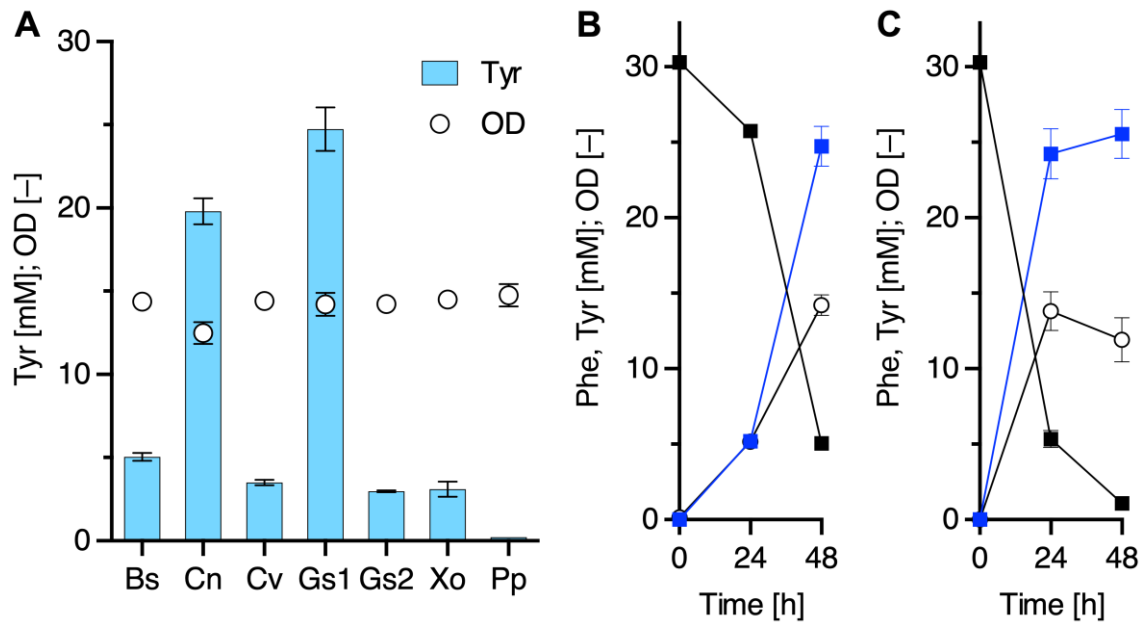 A
Tyr [mM]; OD [–]
30
20
10
0
Tyr
OD
Bs Cn Cv Gs1 Gs2 Xo Pp
B
Phe, Tyr [mM]; OD [–]
30
20
10
0
0 24 48
Time [h]
C
Phe, Tyr [mM]; OD [–]
30
20
10
0
0 24 48
Time [h]